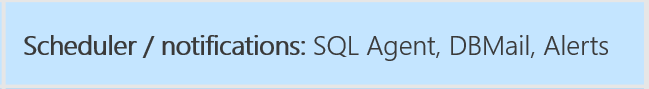 Scheduler / notifications: SQL Agent, DBMail, Alerts